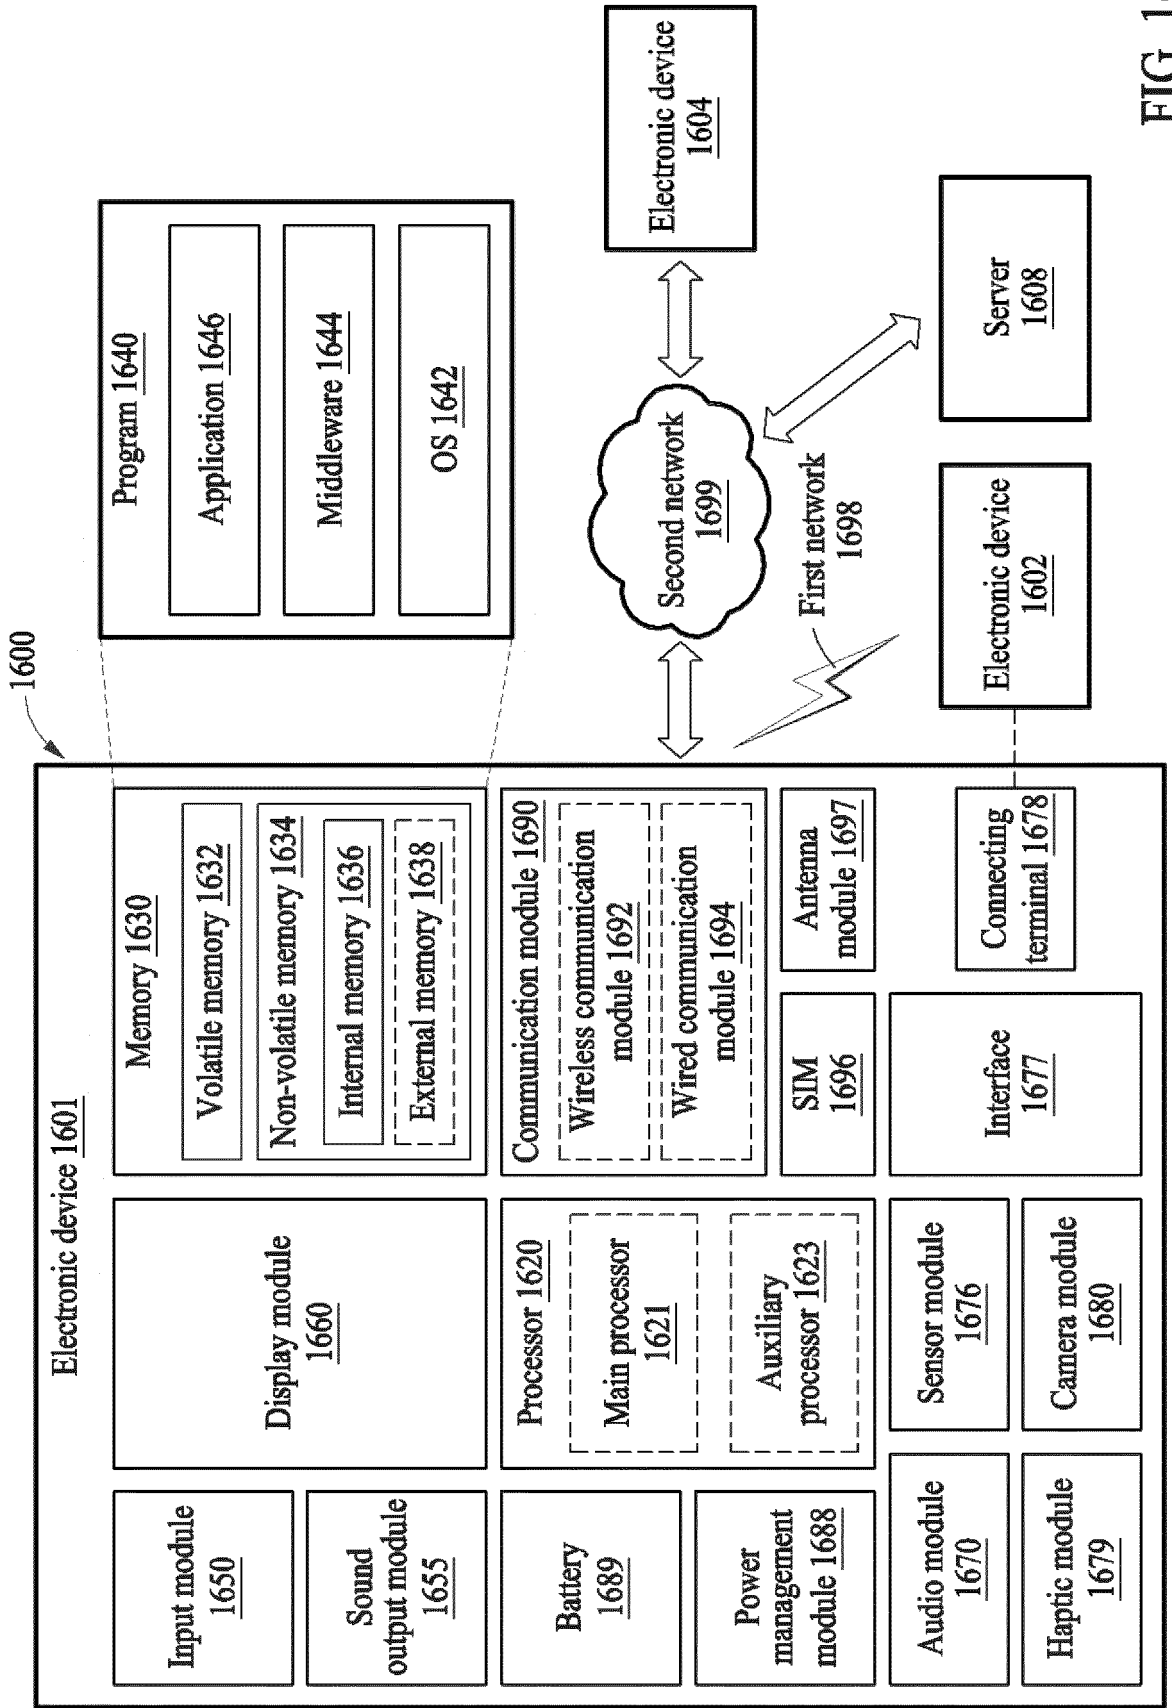 1600
Electronic device 1601
Input module
1650
Sound
output module
1655
Battery
1689
Power
management
module 1688
Audio module
1670
Haptic module
1679
Display module
1660
Processor 1620
Main processor
1621
Auxiliary
processor 1623
Sensor module
1676
Camera module
1680
Memory 1630
Volatile memory 1632
Non-volatile memory 1634
Internal memory 1636
External memory 1638
Communication module 1690
Wireless communication
module 1692
Wired communication
module 1694
SIM
1696
Antenna
module 1697
Interface
1677
Connecting
terminal 1678
Program 1640
Application 1646
Middleware 1644
OS 1642
Second network
1699
First network
1698
Electronic device
1602
Server
1608
Electronic device
1604
FIG.